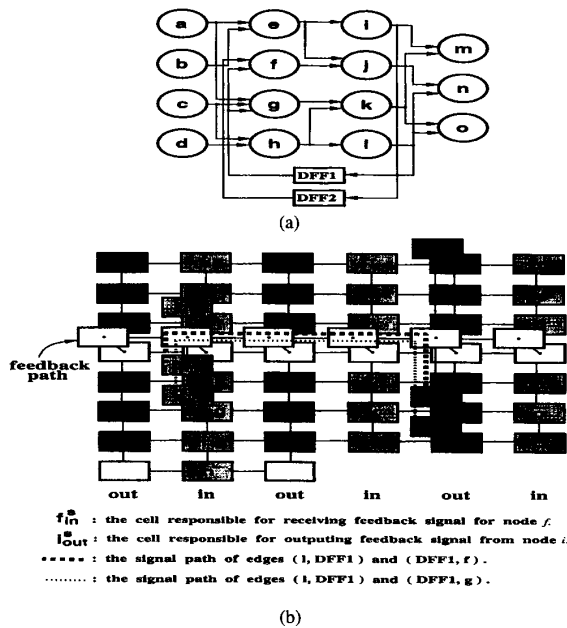 a e i m
b f j n
c g k o
d h l
DFF1
DFF2
(a)
feedback
path
out in out in out in
f^s_in : the cell responsible for receiving feedback signal for node f.
l^s_out : the cell responsible for outputing feedback signal from node i.
: the signal path of edges (l, DFF1) and (DFF1, f).
: the signal path of edges (l, DFF1) and (DFF1, g).
(b)